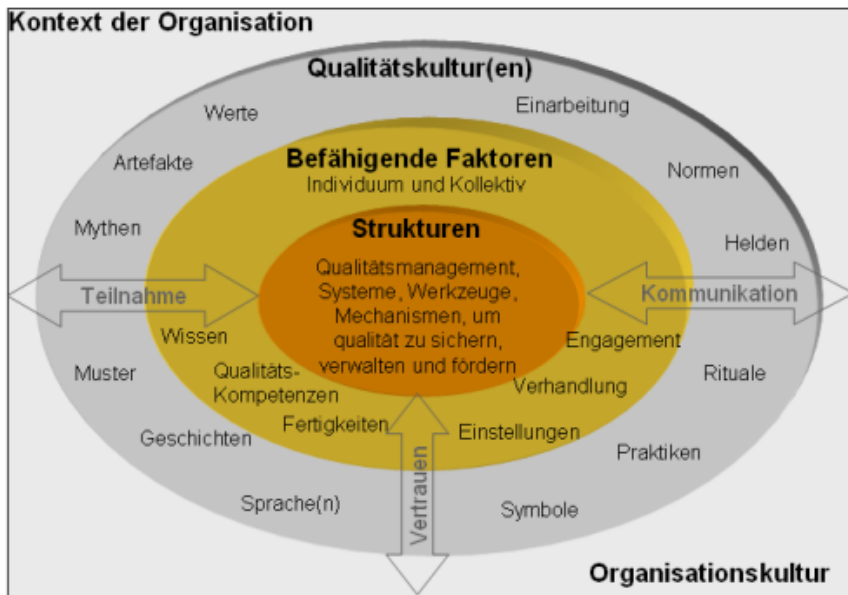 Kontext der Organisation
Qualitätskultur(en)
Werte
Einarbeitung
Artefakte
Befähigende Faktoren
Individuum und Kollektiv
Normen
Mythen
Strukturen
Helden
Qualitätsmanagement,
Systeme, Werkzeuge,
Mechanismen, um
qualität zu sichern,
verwalten und fördern
Teilnahme
Kommunikation
Wissen
Engagement
Muster
Qualitäts-
Kompetenzen
Verhandlung
Rituale
Fertigkeiten
Einstellungen
Geschichten
Praktiken
Vertrauen
Sprache(n)
Symbole
Organisationskultur